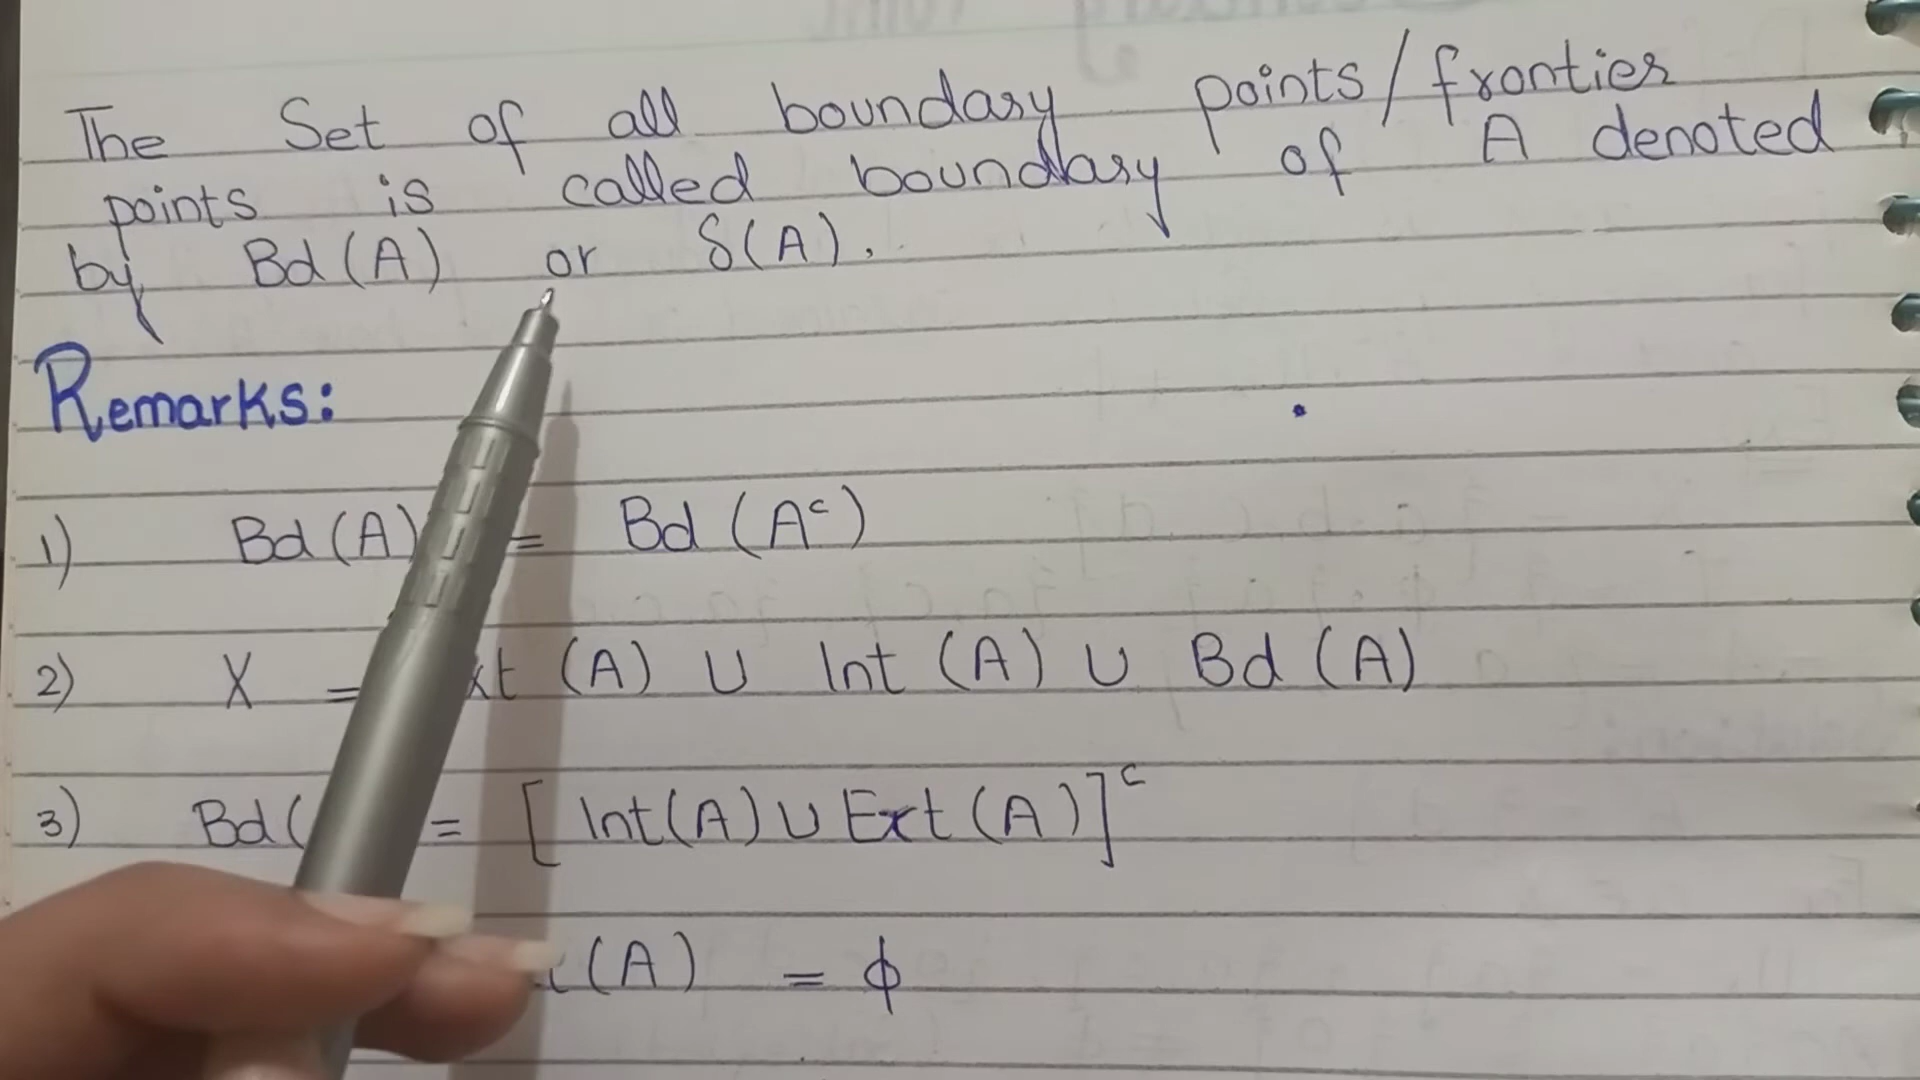 The Set of all boundary points/frontier
points is called boundary of A denoted
by Bd(A) or δ(A).
Remarks:
1) Bd(A) = Bd (Aᶜ)
2) X = xt (A) ∪ Int (A) ∪ Bd (A)
3) Bd( = [Int(A) ∪ Ext (A)]ᶜ
(A) = ϕ